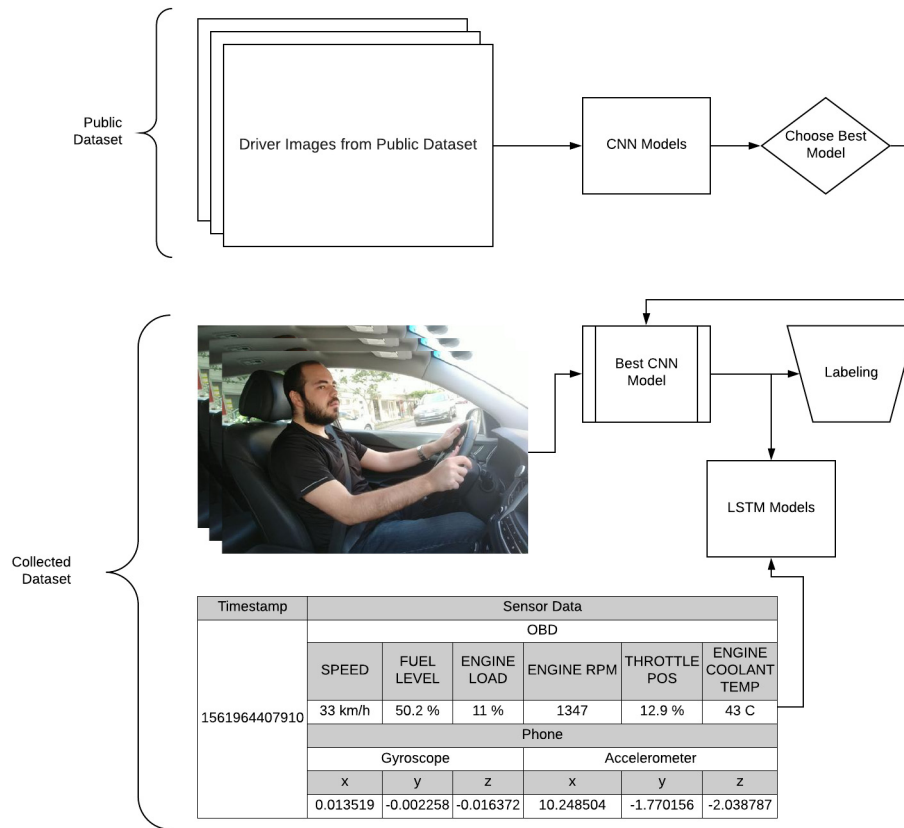 Public
Dataset
Driver Images from Public Dataset
CNN Models
Choose Best
Model
Collected
Dataset
Best CNN
Model
Labeling
LSTM Models
Timestamp
Sensor Data
OBD
SPEED
FUEL
LEVEL
ENGINE
LOAD
ENGINE RPM
THROTTLE
POS
ENGINE
COOLANT
TEMP
1561964407910
33 km/h
50.2 %
11 %
1347
12.9 %
43 C
Phone
Gyroscope
Accelerometer
x
y
z
x
y
z
0.013519
-0.002258
-0.016372
10.248504
-1.770156
-2.038787